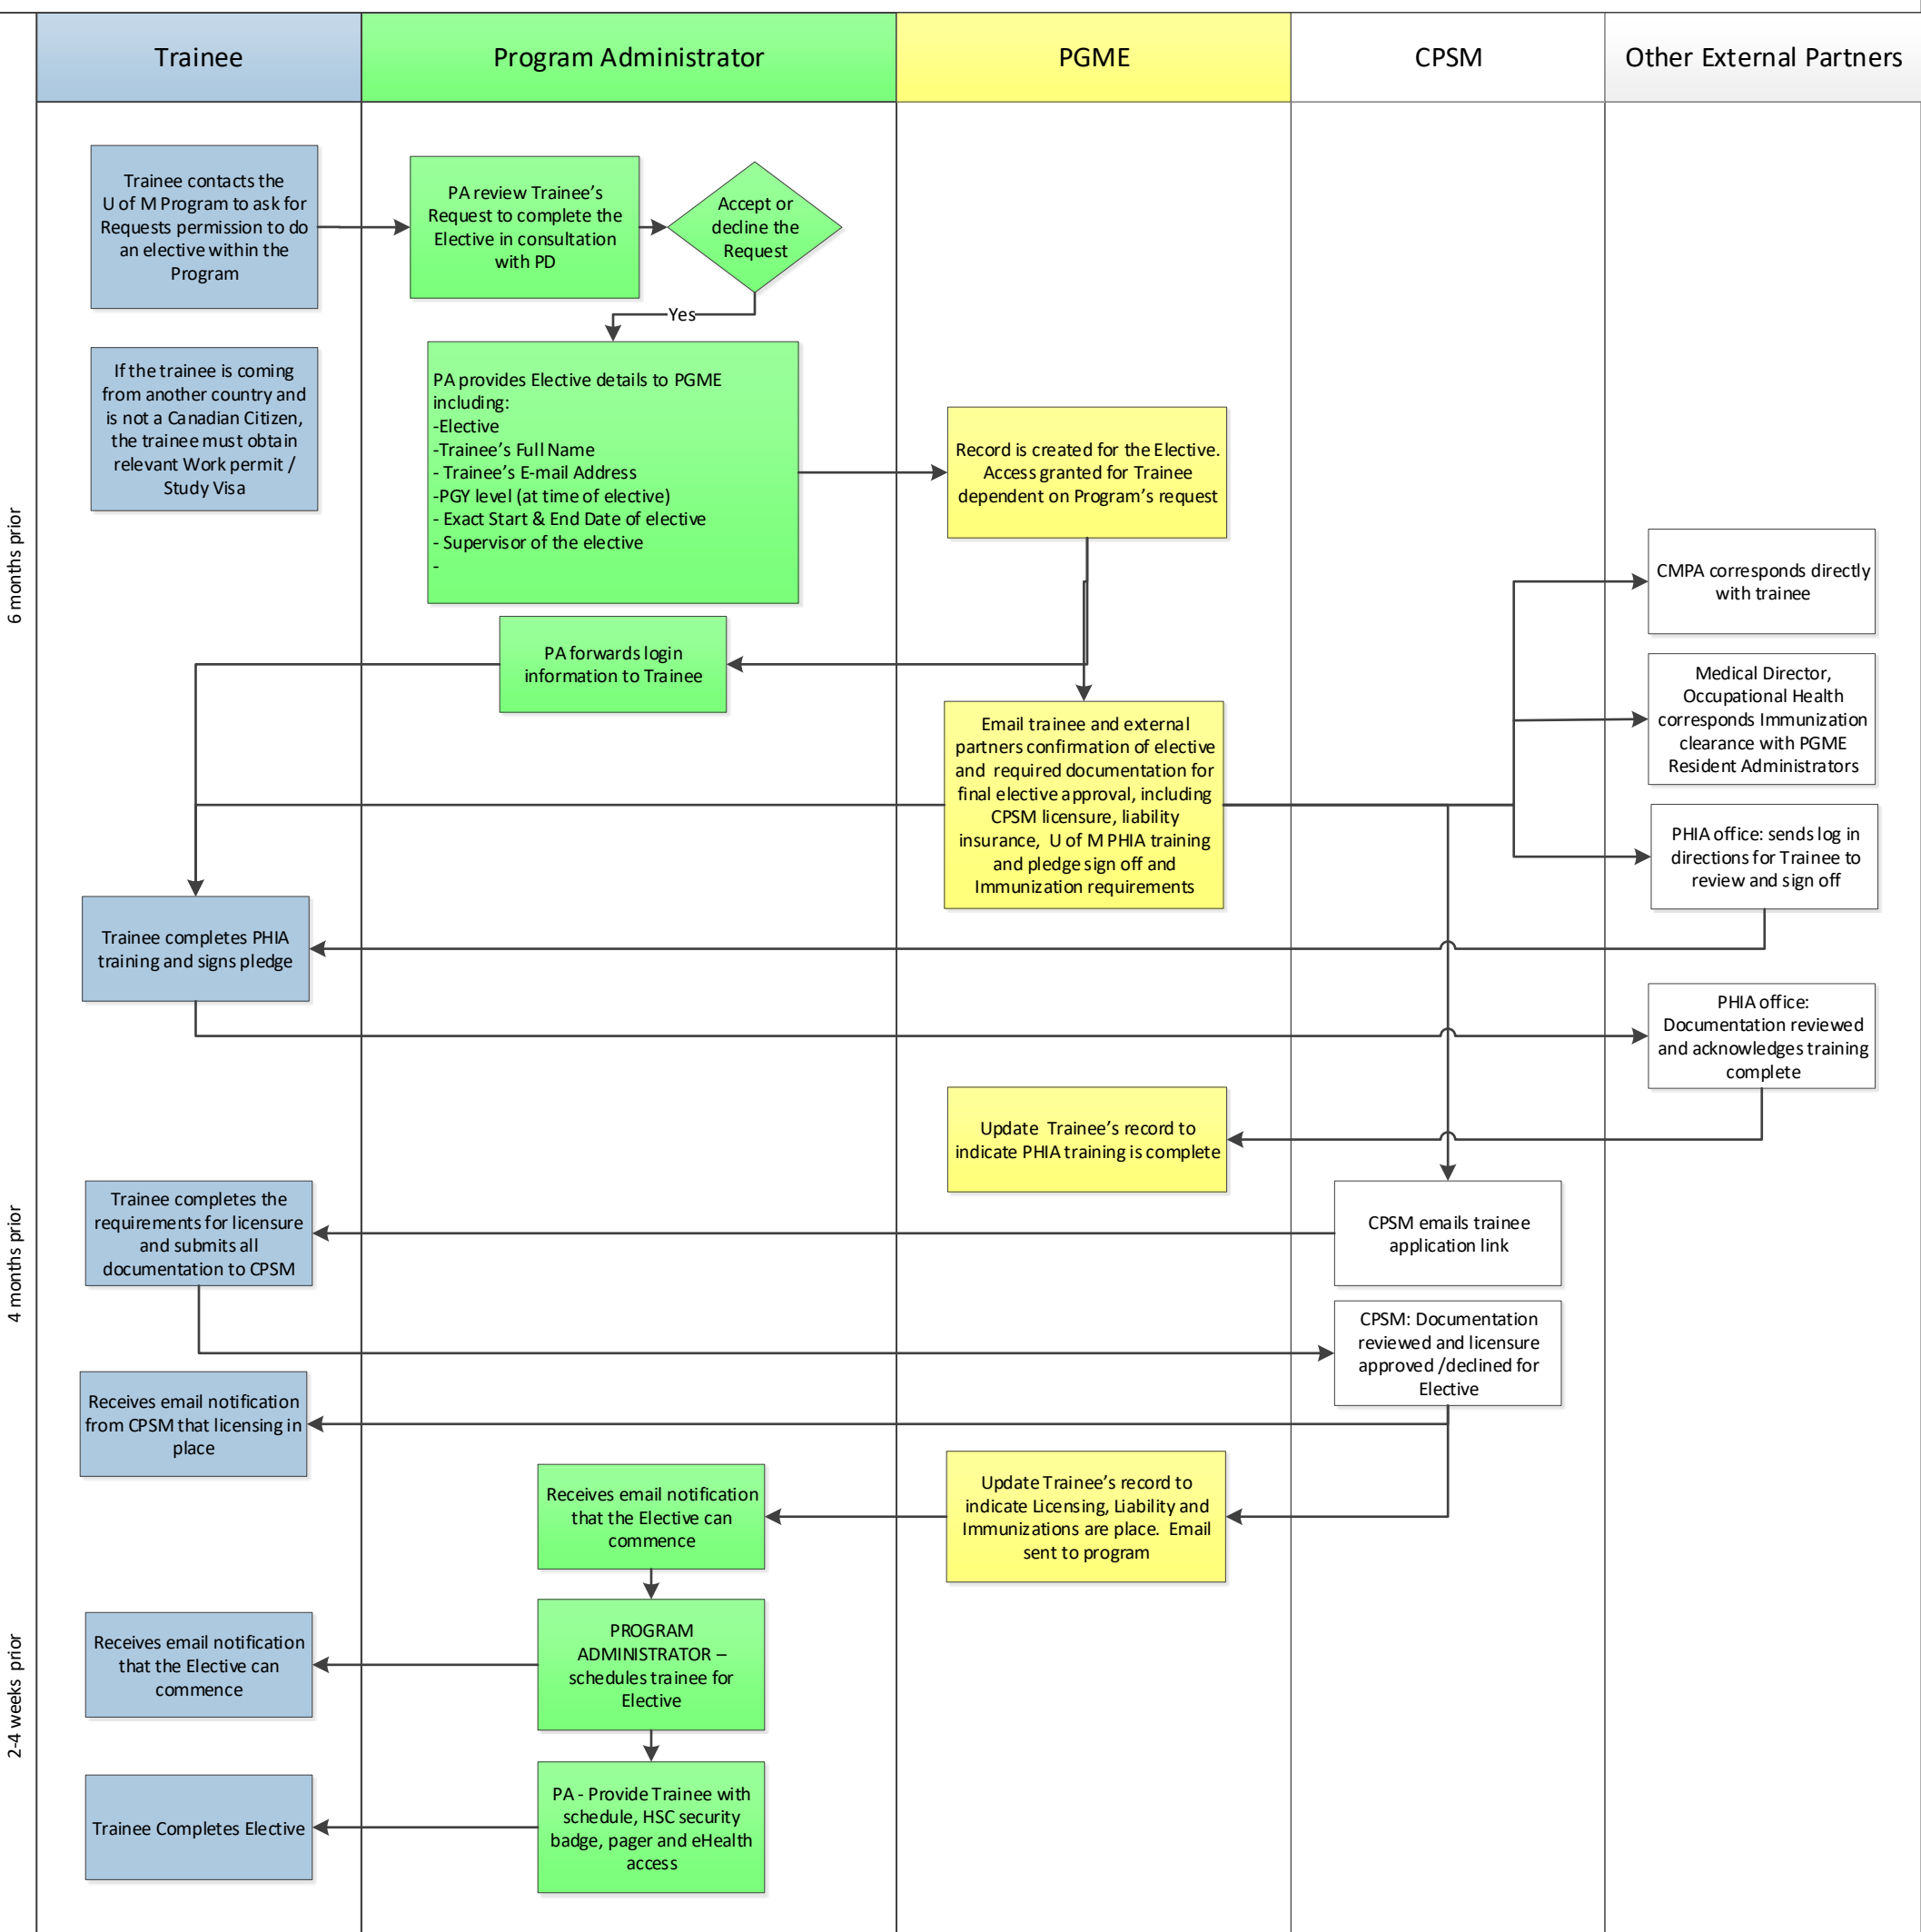 Trainee
Program Administrator
PGME
CPSM
Other External Partners
6 months prior
4 months prior
2-4 weeks prior
Trainee contacts the
U of M Program to ask for
Requests permission to do
an elective within the
Program
PA review Trainee's
Request to complete the
Elective in consultation
with PD
Accept or
decline the
Request
Yes
If the trainee is coming
from another country and
is not a Canadian Citizen,
the trainee must obtain
relevant Work permit /
Study Visa
PA provides Elective details to PGME
including:
-Elective
-Trainee's Full Name
- Trainee's E-mail Address
-PGY level (at time of elective)
- Exact Start & End Date of elective
- Supervisor of the elective
-
Record is created for the Elective.
Access granted for Trainee
dependent on Program's request
CMPA corresponds directly
with trainee
PA forwards login
information to Trainee
Medical Director,
Occupational Health
corresponds Immunization
clearance with PGME
Resident Administrators
Email trainee and external
partners confirmation of elective
and required documentation for
final elective approval, including
CPSM licensure, liability
insurance, U of M PHIA training
and pledge sign off and
Immunization requirements
PHIA office: sends log in
directions for Trainee to
review and sign off
Trainee completes PHIA
training and signs pledge
PHIA office:
Documentation reviewed
and acknowledges training
complete
Update Trainee's record to
indicate PHIA training is complete
Trainee completes the
requirements for licensure
and submits all
documentation to CPSM
CPSM emails trainee
application link
CPSM: Documentation
reviewed and licensure
approved /declined for
Elective
Receives email notification
from CPSM that licensing in
place
Receives email notification
that the Elective can
commence
Update Trainee's record to
indicate Licensing, Liability and
Immunizations are place. Email
sent to program
Receives email notification
that the Elective can
commence
PROGRAM
ADMINISTRATOR –
schedules trainee for
Elective
Trainee Completes Elective
PA - Provide Trainee with
schedule, HSC security
badge, pager and eHealth
access